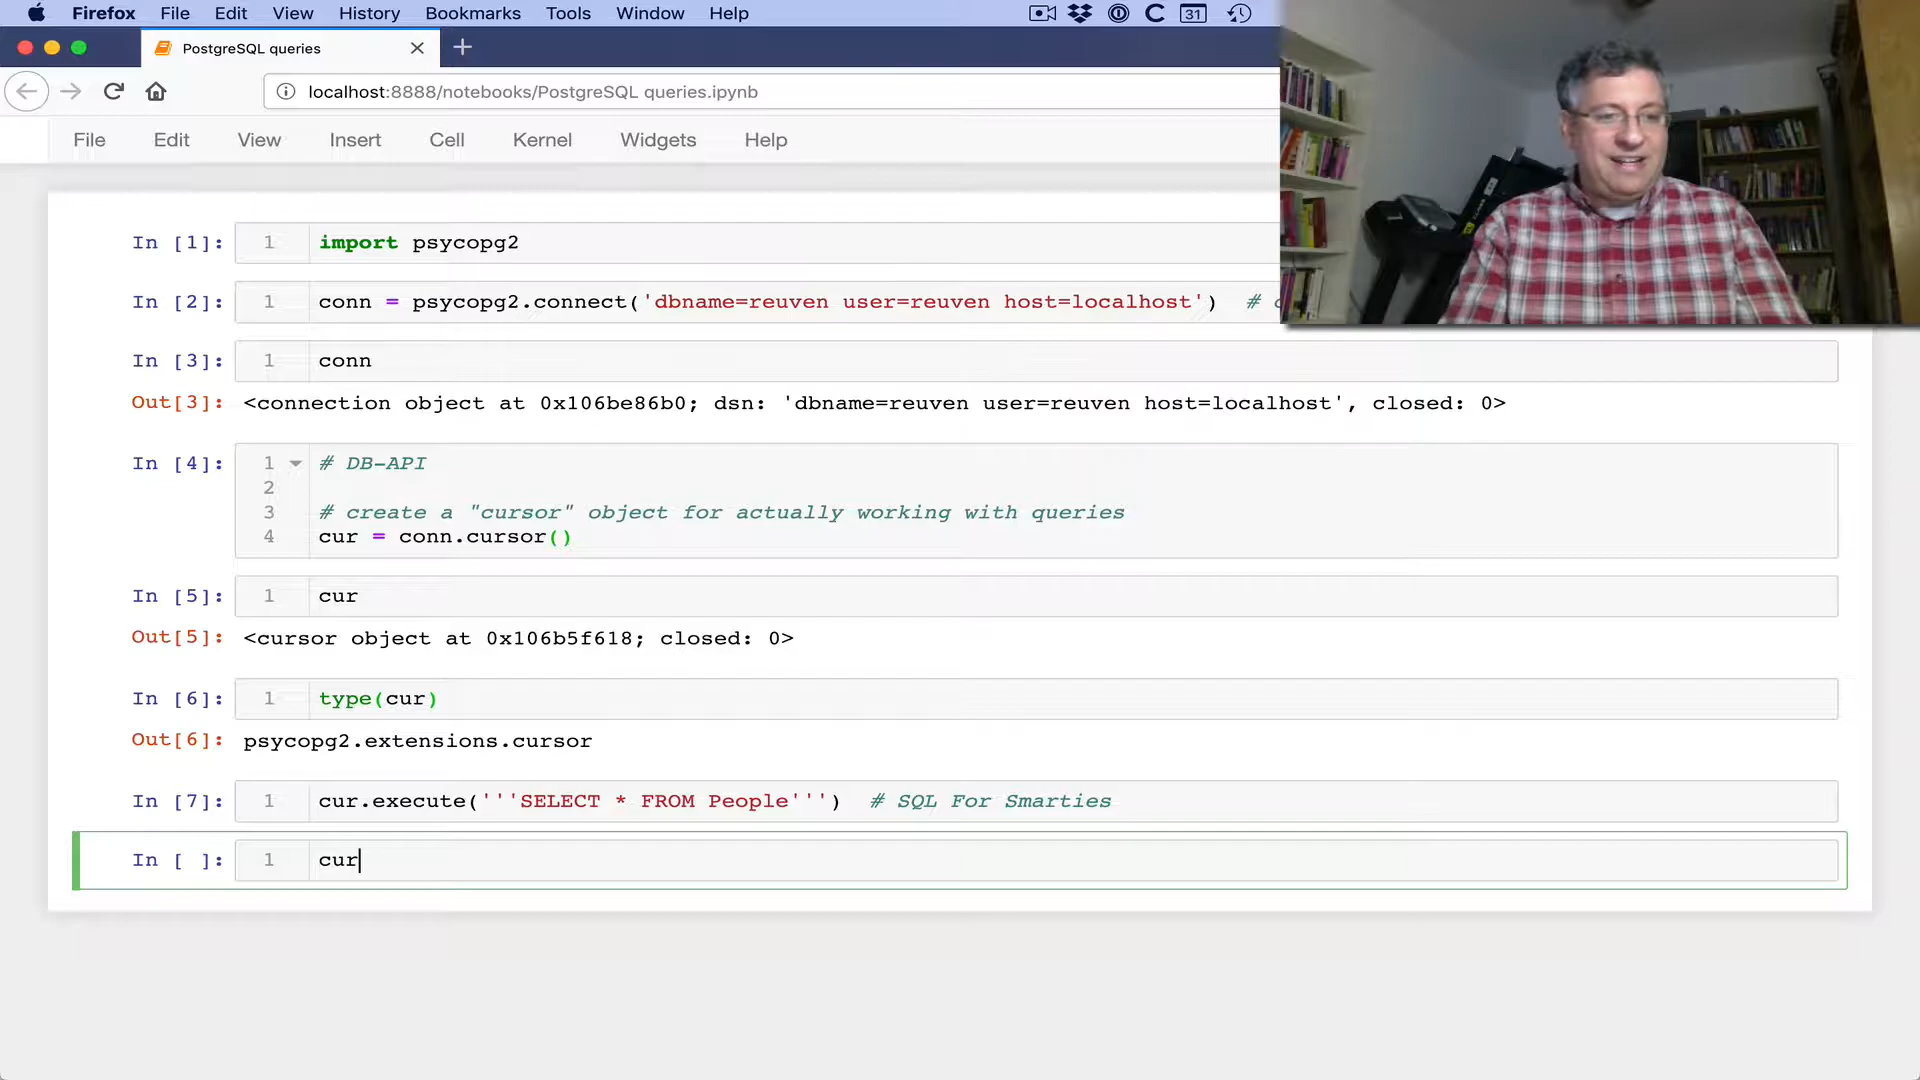 Firefox File Edit View History Bookmarks Tools Window Help 31
PostgreSQL queries
localhost:8888/notebooks/PostgreSQL queries.ipynb
File Edit View Insert Cell Kernel Widgets Help
In [1]: 1 import psycopg2
In [2]: 1 conn = psycopg2.connect('dbname=reuven user=reuven host=localhost') #
In [3]: 1 conn
Out[3]: <connection object at 0x106be86b0; dsn: 'dbname=reuven user=reuven host=localhost', closed: 0>
In [4]: 1 # DB-API
2
3 # create a "cursor" object for actually working with queries
4 cur = conn.cursor()
In [5]: 1 cur
Out[5]: <cursor object at 0x106b5f618; closed: 0>
In [6]: 1 type(cur)
Out[6]: psycopg2.extensions.cursor
In [7]: 1 cur.execute('''SELECT * FROM People''') # SQL For Smarties
In [ ]: 1 cur